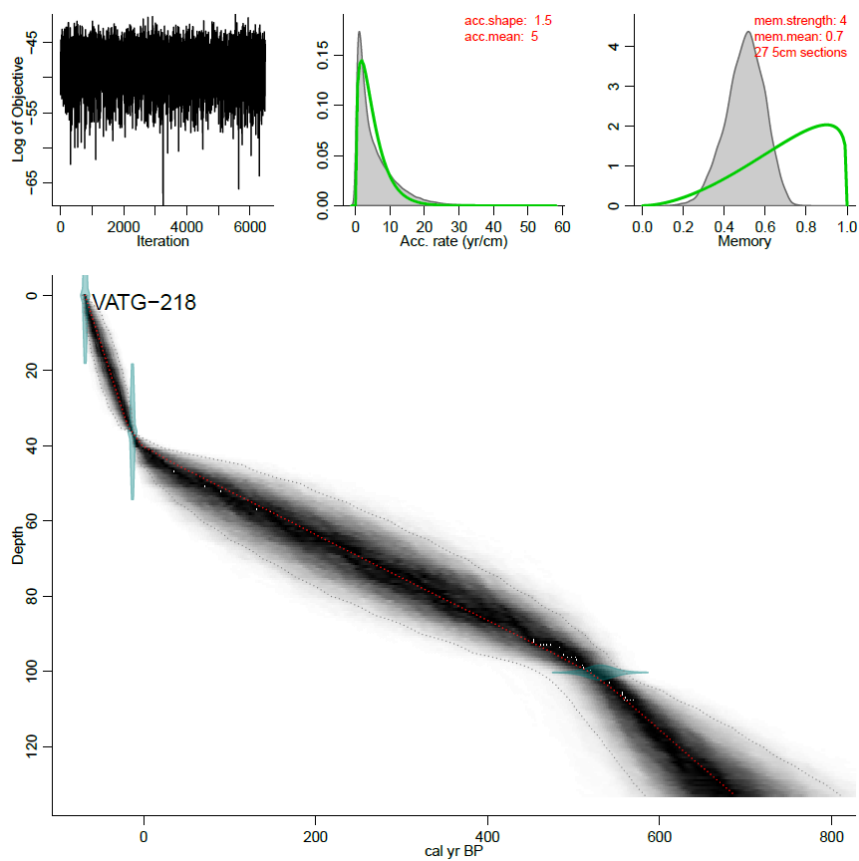 −45
−55
−65
Log of Objective
0 2000 4000 6000
Iteration
acc.shape: 1.5
acc.mean: 5
0.15
0.10
0.05
0.00
0 10 20 30 40 50 60
Acc. rate (yr/cm)
mem.strength: 4
mem.mean: 0.7
27 5cm sections
4
3
2
1
0
0.0 0.2 0.4 0.6 0.8 1.0
Memory
VATG−218
0
20
40
60
80
100
120
Depth
0 200 400 600 800
cal yr BP